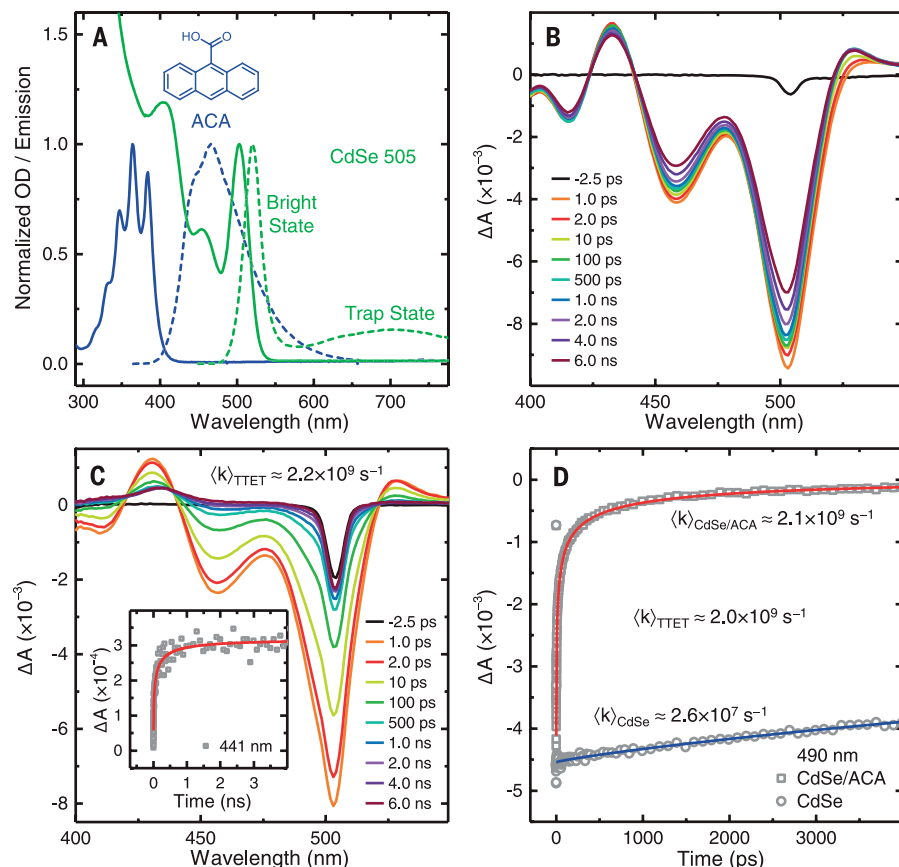 A
HO
O
ACA
CdSe 505
Bright
State
Trap State
Normalized OD / Emission
1.5
1.0
0.5
0.0
300 400 500 600 700
Wavelength (nm)
B
ΔA (×10⁻³)
0
-2
-4
-6
-8
-2.5 ps
1.0 ps
2.0 ps
10 ps
100 ps
500 ps
1.0 ns
2.0 ns
4.0 ns
6.0 ns
400 450 500
Wavelength (nm)
C
⟨k⟩TTET ≈ 2.2×10⁹ s⁻¹
ΔA (×10⁻³)
0
-2
-4
-6
-8
ΔA (×10⁻⁴)
4
3
2
1
0
441 nm
0 1 2 3
Time (ns)
-2.5 ps
1.0 ps
2.0 ps
10 ps
100 ps
500 ps
1.0 ns
2.0 ns
4.0 ns
6.0 ns
400 450 500
Wavelength (nm)
D
ΔA (×10⁻³)
0
-1
-2
-3
-4
-5
⟨k⟩CdSe/ACA ≈ 2.1×10⁹ s⁻¹
⟨k⟩TTET ≈ 2.0×10⁹ s⁻¹
⟨k⟩CdSe ≈ 2.6×10⁷ s⁻¹
490 nm
CdSe/ACA
CdSe
0 1000 2000 3000
Time (ps)